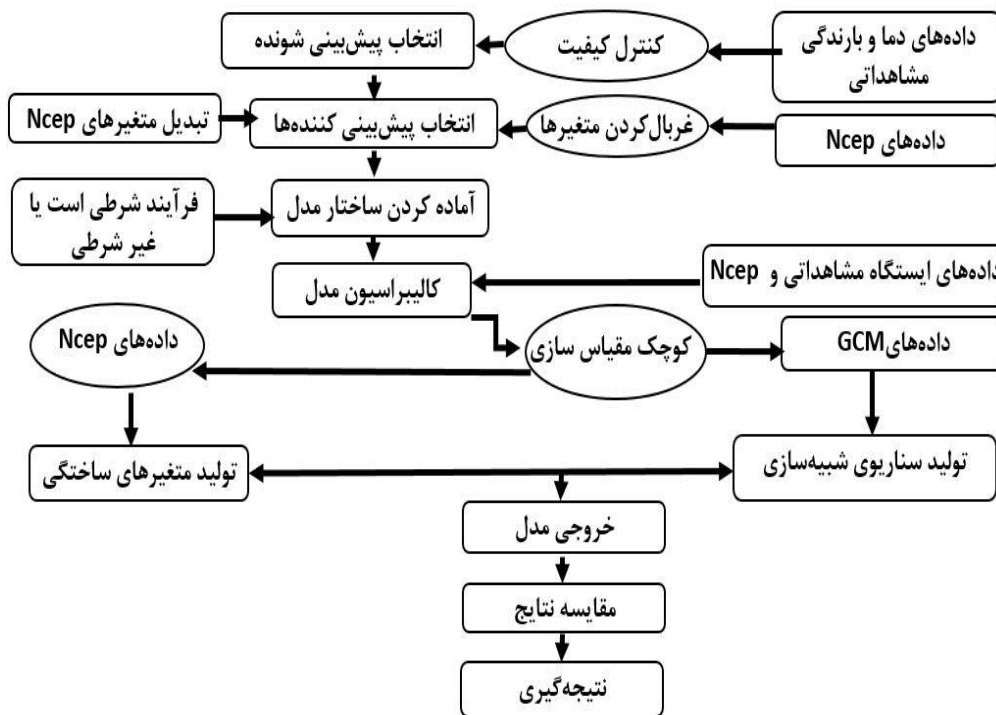 داده‌های دما و بارندگی
مشاهداتی
کنترل کیفیت
انتخاب پیش‌بینی شونده
داده‌های Ncep
غربال‌کردن متغیرها
انتخاب پیش‌بینی کننده‌ها
تبدیل متغیرهای Ncep
آماده کردن ساختار مدل
فرآیند شرطی است یا
غیر شرطی
داده‌های ایستگاه مشاهداتی و Ncep
کالیبراسیون مدل
کوچک مقیاس سازی
داده‌هایGCM
داده‌های Ncep
تولید سناریوی شبیه‌سازی
تولید متغیرهای ساختگی
خروجی مدل
مقایسه نتایج
نتیجه‌گیری